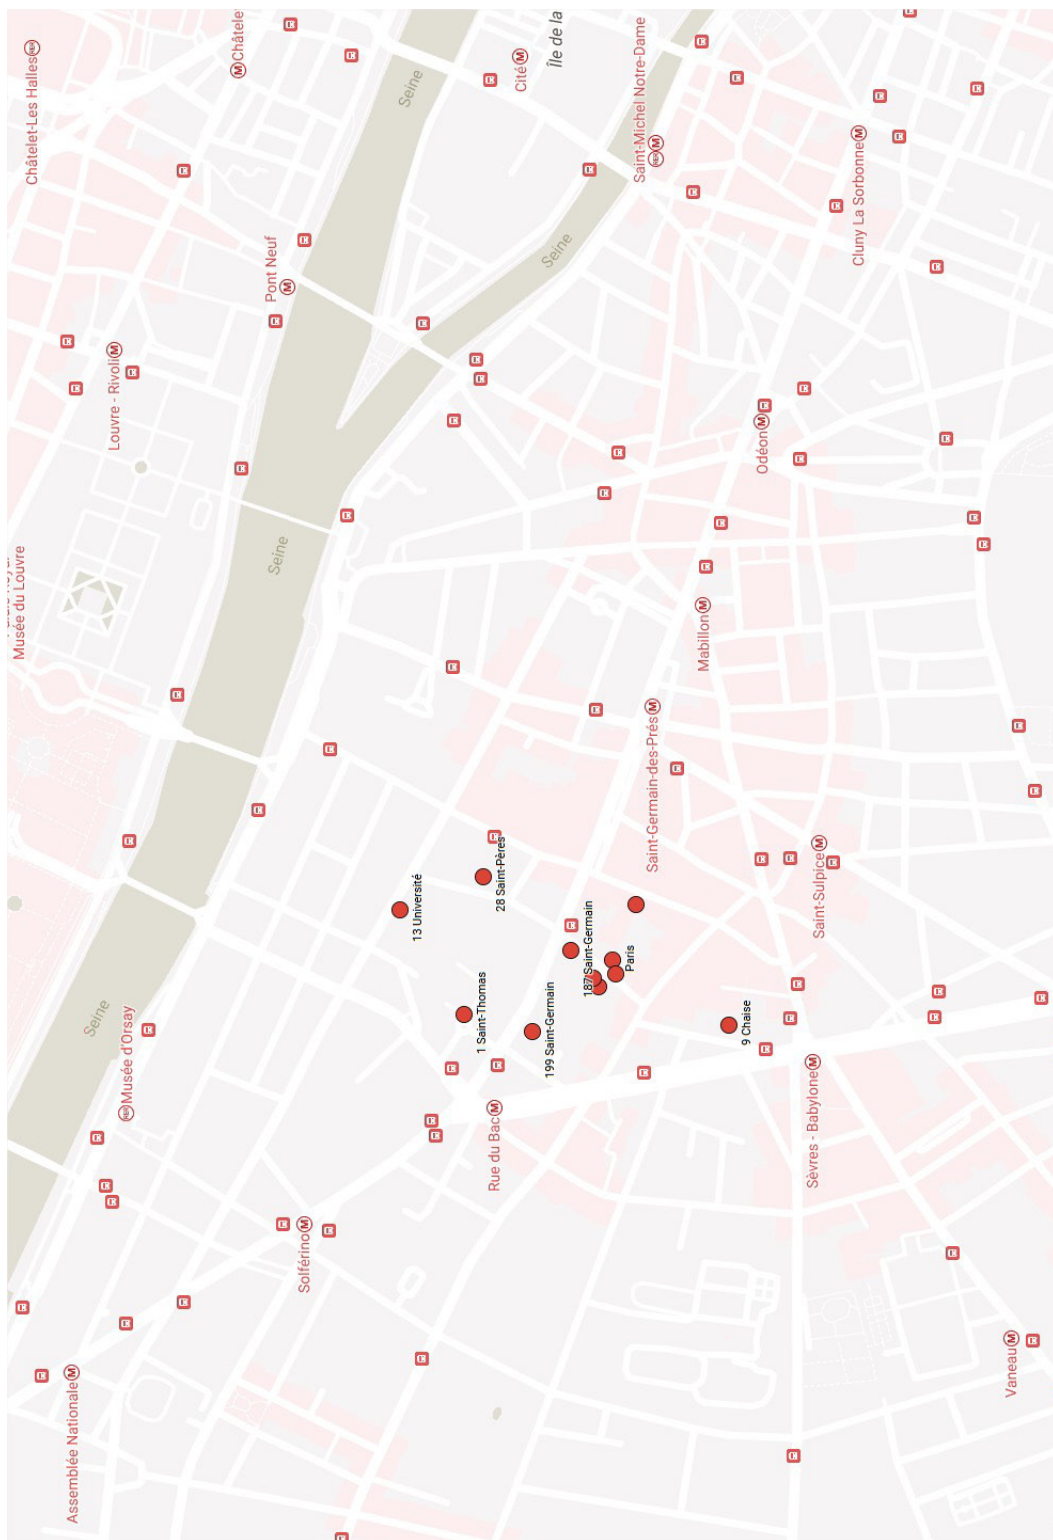 Châtelet-Les Halles
Châtelet
Cité
Île de la
Saint-Michel Notre-Dame
Cluny La Sorbonne
Seine
Seine
Pont Neuf
Louvre - Rivoli
Odéon
Seine
Musée du Louvre
Mabillon
Saint-Germain-des-Prés
Saint-Sulpice
13 Université
28 Saint-Pères
187 Saint-Germain
Paris
1 Saint-Thomas
199 Saint-Germain
9 Chaise
Seine
Musée d'Orsay
Rue du Bac
Sèvres - Babylone
Solférino
Assemblée Nationale
Vaneau